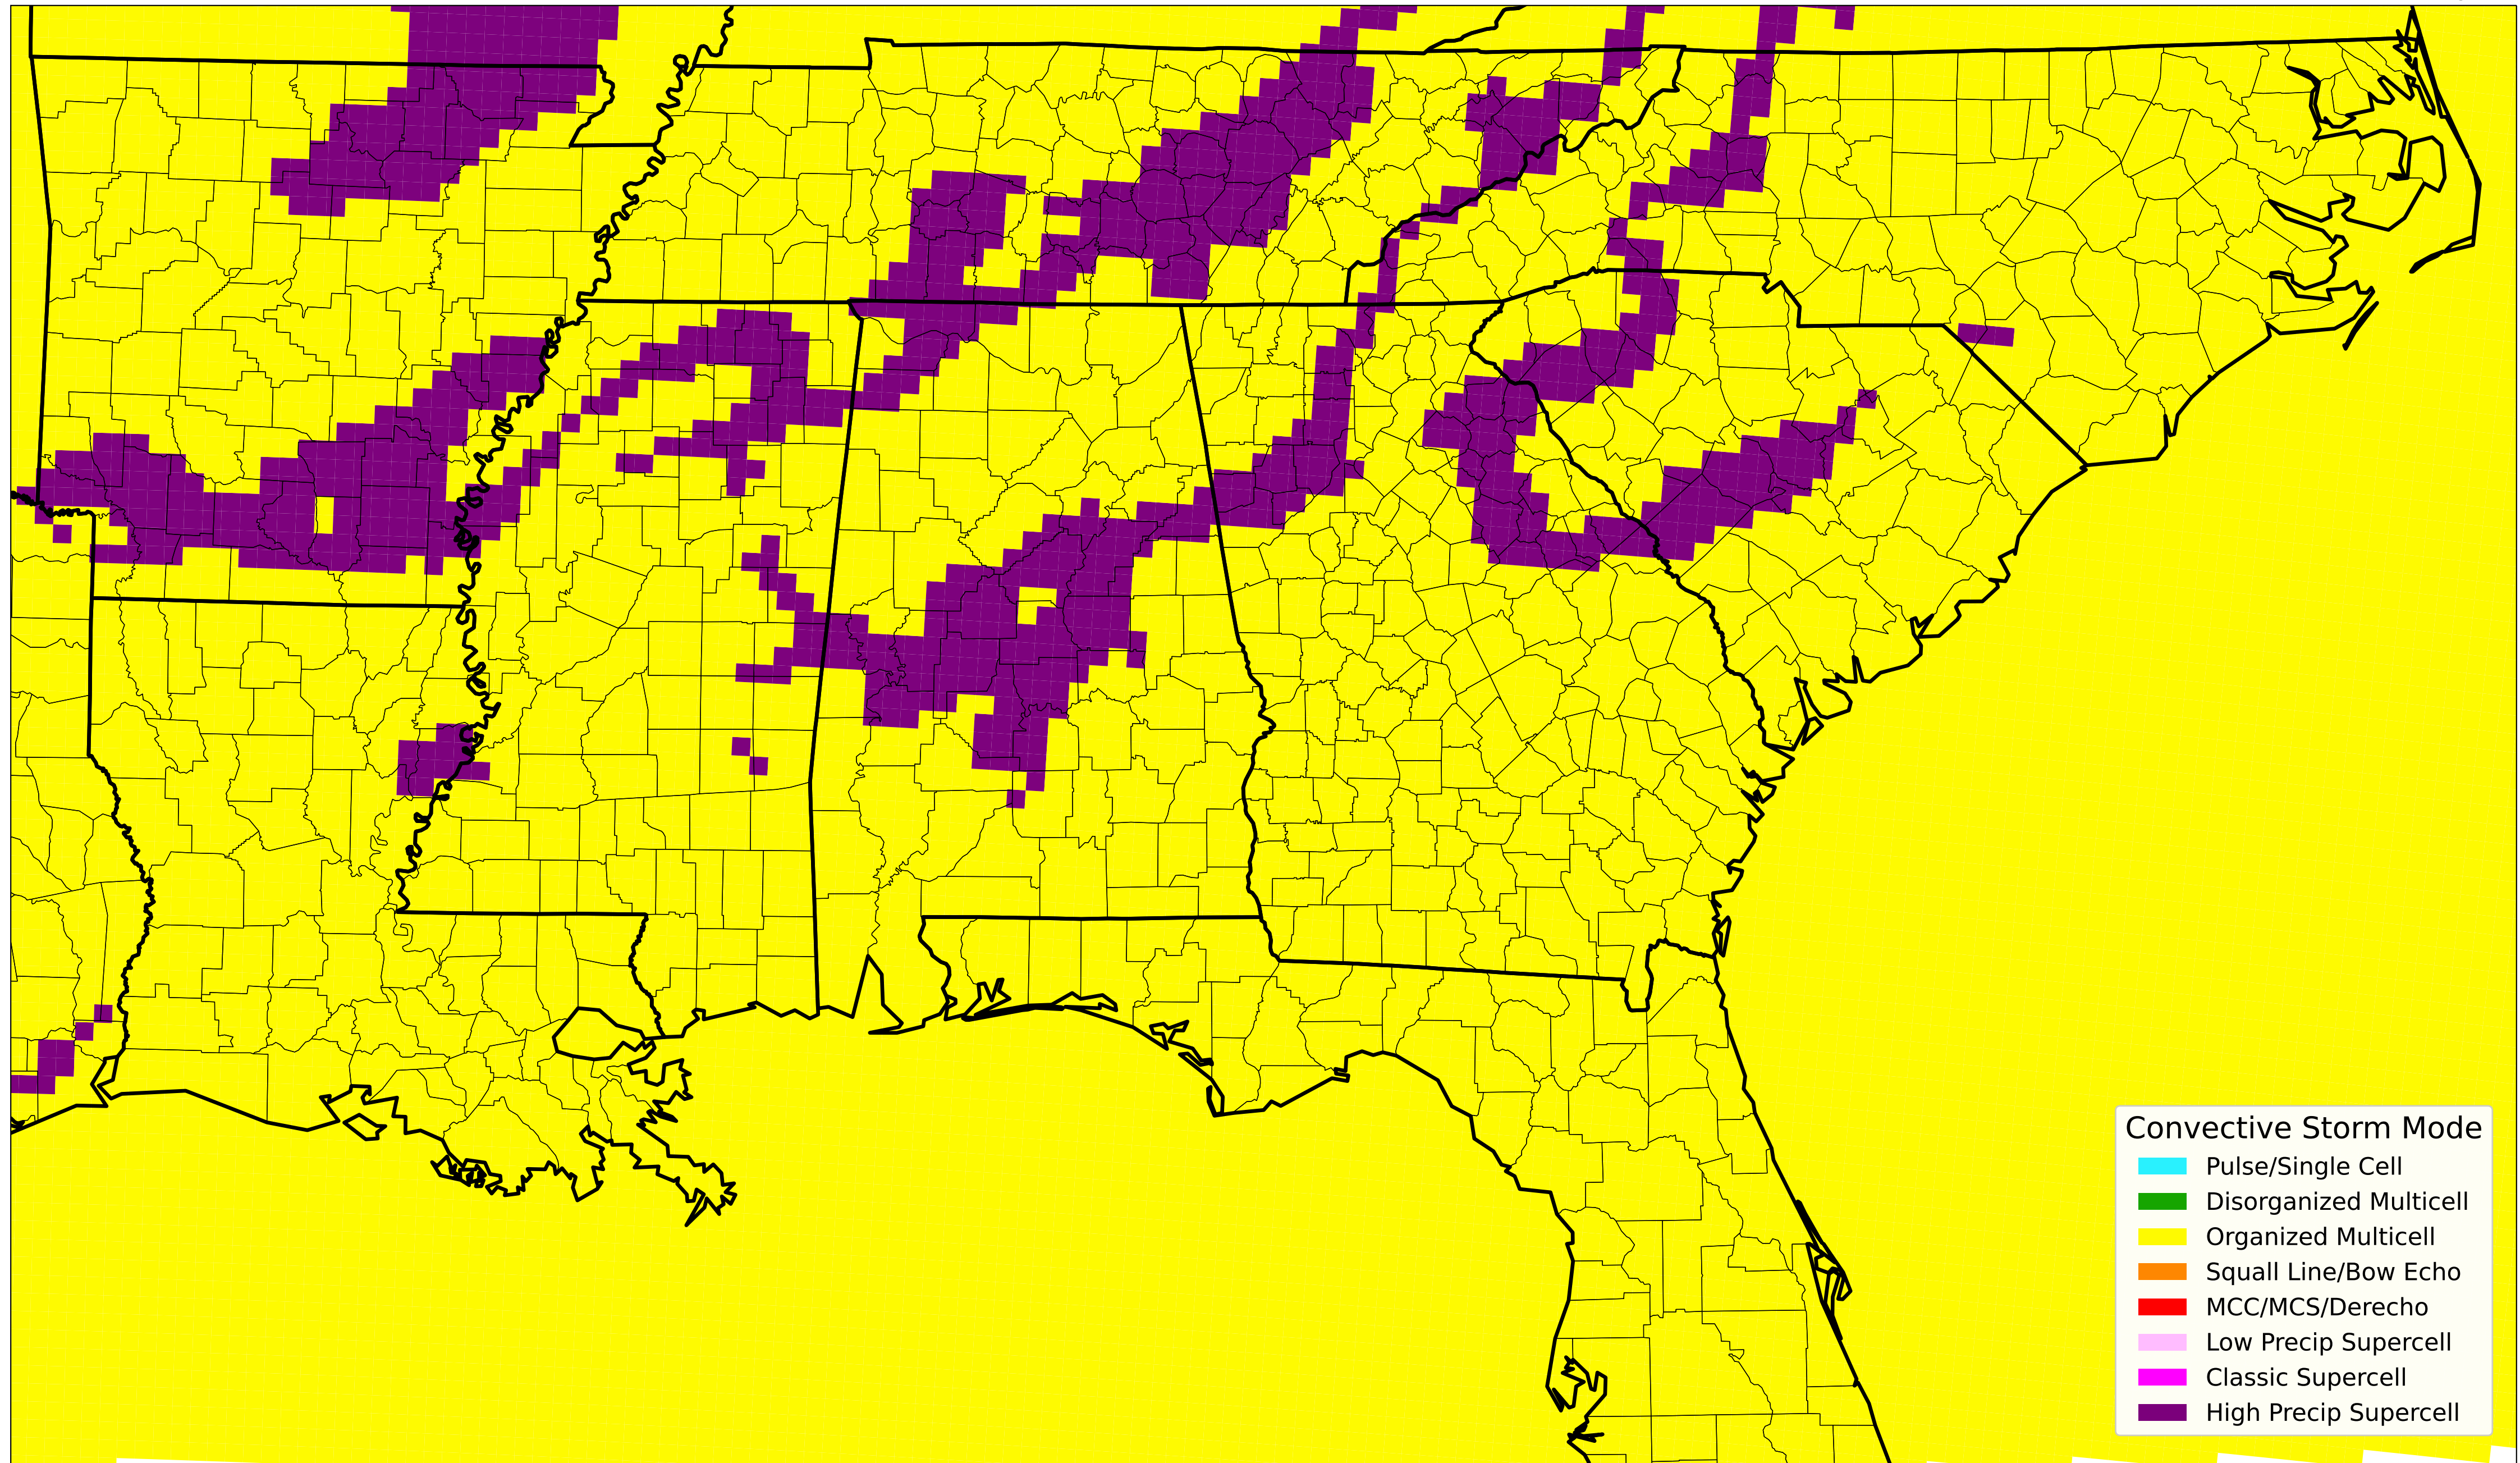 Convective Storm Mode
Pulse/Single Cell
Disorganized Multicell
Organized Multicell
Squall Line/Bow Echo
MCC/MCS/Derecho
Low Precip Supercell
Classic Supercell
High Precip Supercell